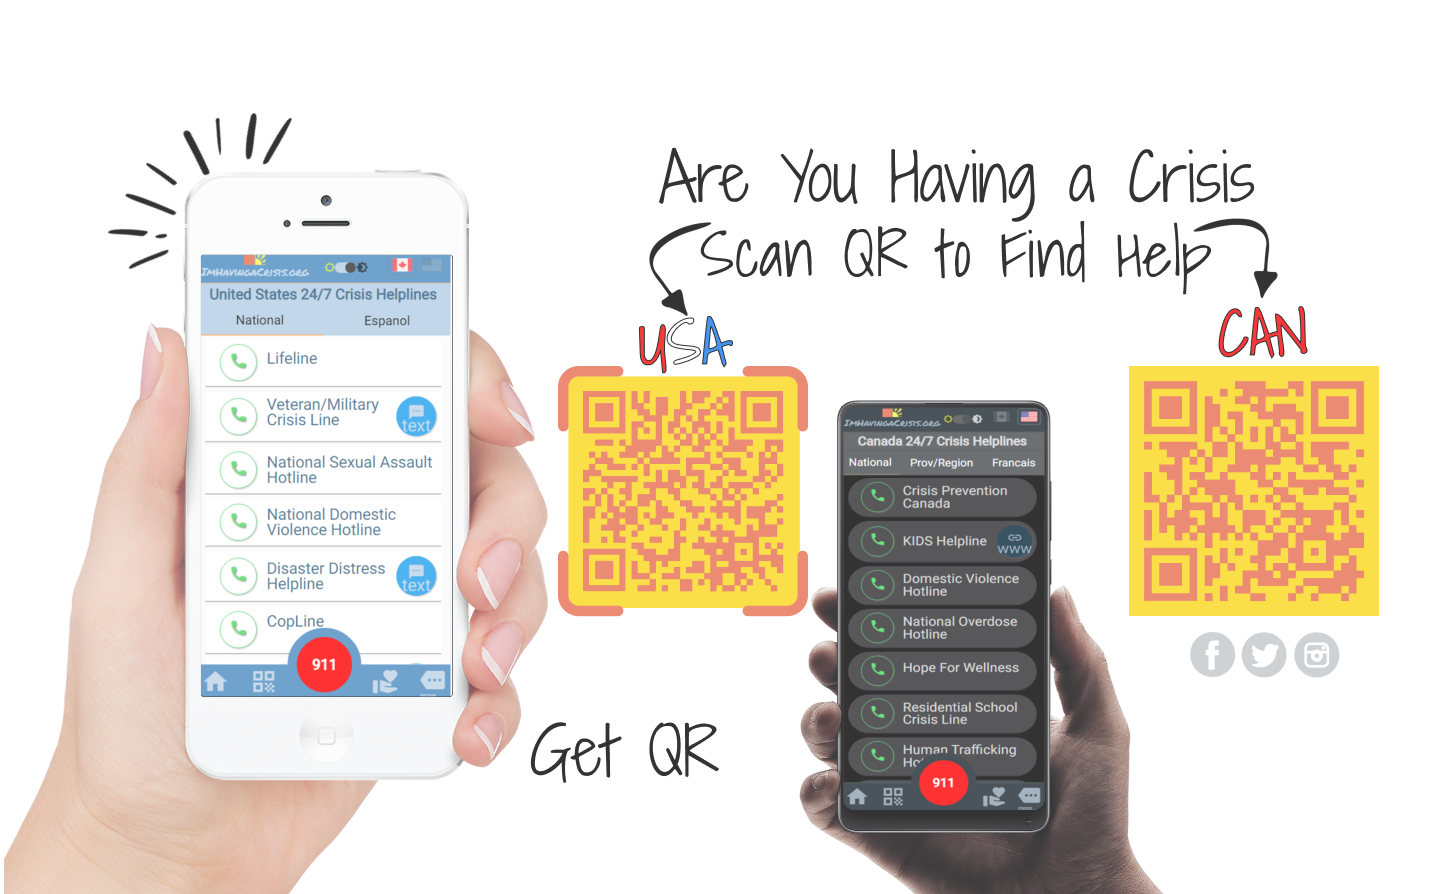 Are You Having a Crisis
Scan QR to Find Help
USA
CAN
ImHavingaCrisis.org
United States 24/7 Crisis Helplines
National
Espanol
Lifeline
Veteran/Military
Crisis Line
text
National Sexual Assault
Hotline
National Domestic
Violence Hotline
Disaster Distress
Helpline
text
CopLine
911
Get QR
ImHavingaCrisis.org
Canada 24/7 Crisis Helplines
National
Prov/Region
Francais
Crisis Prevention
Canada
KIDS Helpline
www
Domestic Violence
Hotline
National Overdose
Hotline
Hope For Wellness
Residential School
Crisis Line
Human Trafficking
911